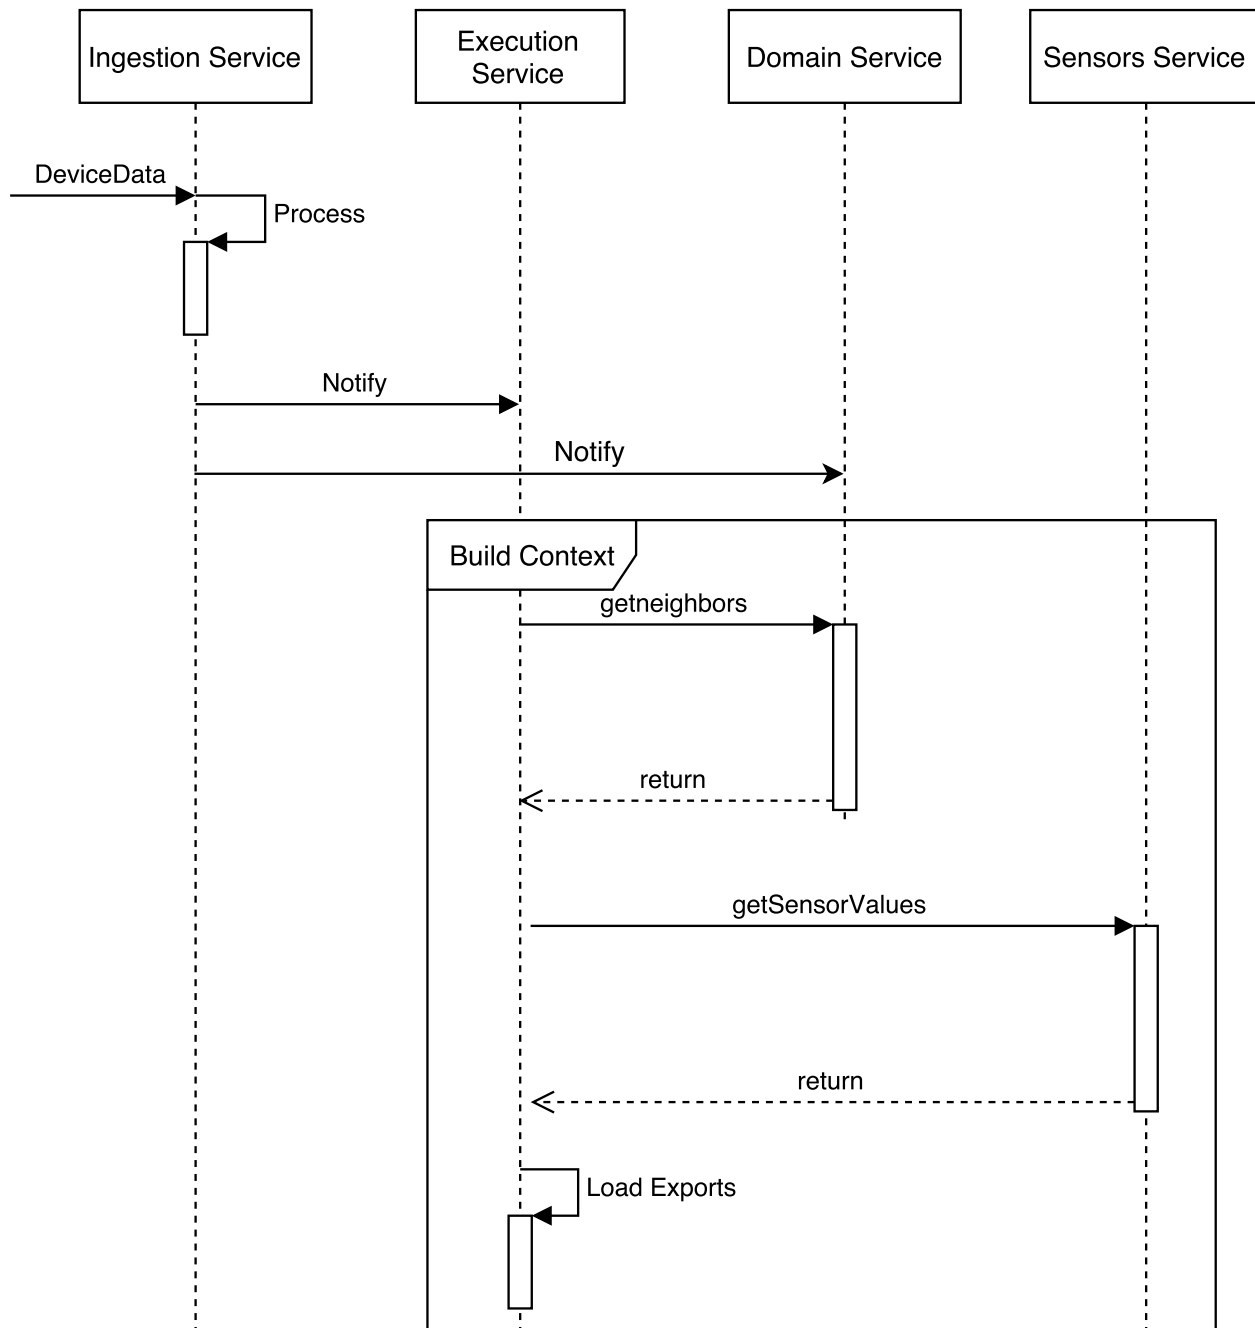 Ingestion Service
Execution
Service
Domain Service
Sensors Service
DeviceData
Process
Notify
Notify
Build Context
getneighbors
return
getSensorValues
return
Load Exports